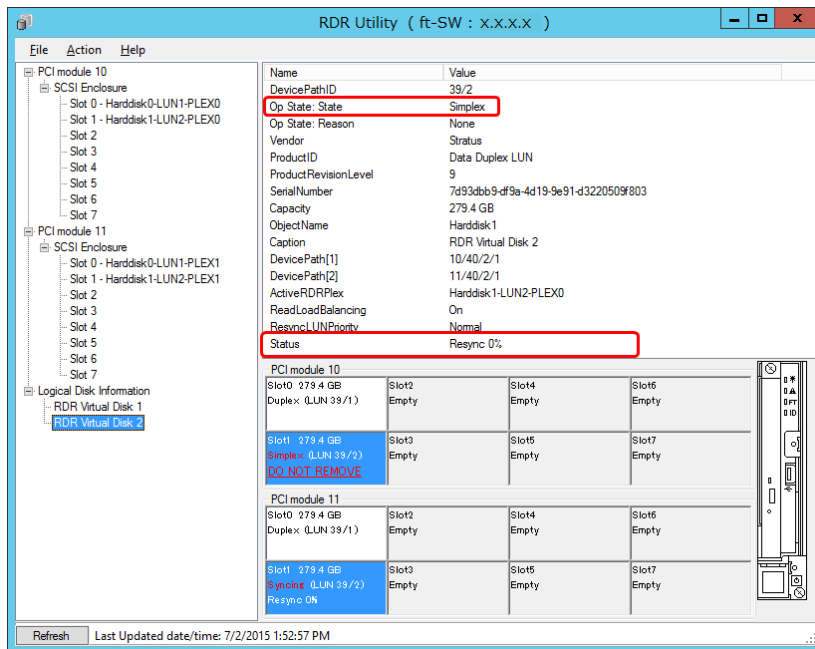 RDR Utility ( ft-SW : x.x.x.x )
File Action Help
PCI module 10
SCSI Enclosure
Slot 0 - Harddisk0-LUN1-PLEX0
Slot 1 - Harddisk1-LUN2-PLEX0
Slot 2
Slot 3
Slot 4
Slot 5
Slot 6
Slot 7
PCI module 11
SCSI Enclosure
Slot 0 - Harddisk0-LUN1-PLEX1
Slot 1 - Harddisk1-LUN2-PLEX1
Slot 2
Slot 3
Slot 4
Slot 5
Slot 6
Slot 7
Logical Disk Information
RDR Virtual Disk 1
RDR Virtual Disk 2
Name Value
DevicePathID 39/2
Op State: State Simplex
Op State: Reason None
Vendor Stratus
ProductID Data Duplex LUN
ProductRevisionLevel 9
SerialNumber 7d93dbb9-df9a-4d19-9e91-d3220509f803
Capacity 279.4 GB
ObjectName Harddisk1
Caption RDR Virtual Disk 2
DevicePath[1] 10/40/2/1
DevicePath[2] 11/40/2/1
ActiveRDRPlex Harddisk1-LUN2-PLEX0
ReadLoadBalancing On
ResyncLUNPriority Normal
Status Resync 0%
PCI module 10
Slot0 279.4 GB Slot2 Slot4 Slot6
Duplex (LUN 39/1) Empty Empty Empty
Slot1 279.4 GB Slot3 Slot5 Slot7
Simplex (LUN 39/2) Empty Empty Empty
DO NOT REMOVE
PCI module 11
Slot0 279.4 GB Slot2 Slot4 Slot6
Duplex (LUN 39/1) Empty Empty Empty
Slot1 279.4 GB Slot3 Slot5 Slot7
Syncing (LUN 39/2) Empty Empty Empty
Resync 0%
FT
ID
Refresh Last Updated date/time: 7/2/2015 1:52:57 PM